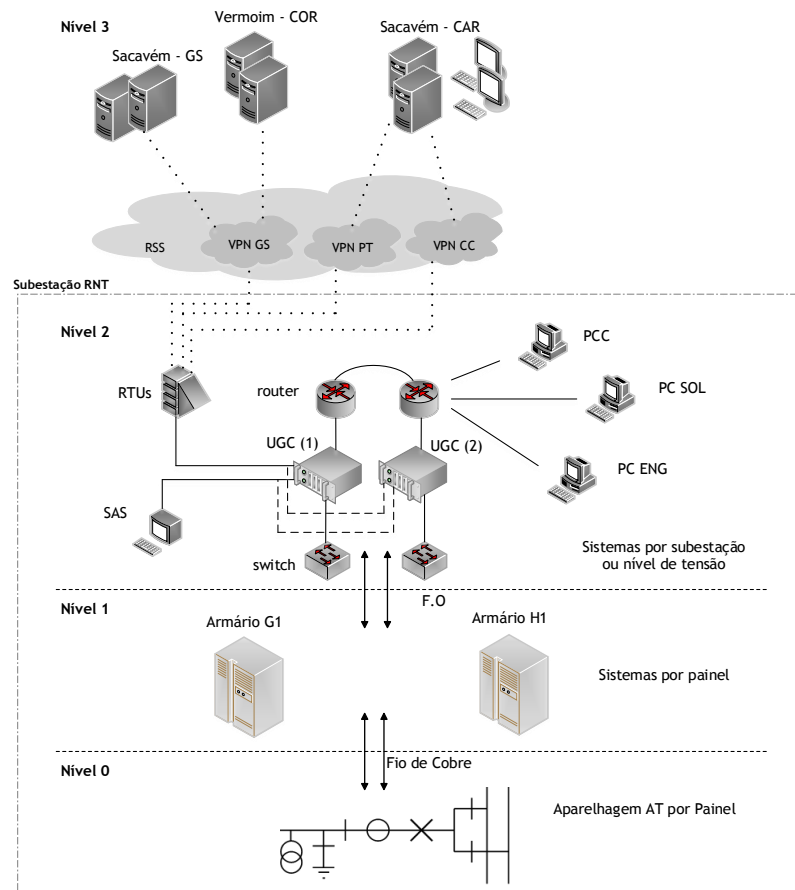 Nível 3
Vermoim - COR
Sacavém - GS
Sacavém - CAR
RSS
VPN GS
VPN PT
VPN CC
Subestação RNT
Nível 2
PCC
RTUs
router
PC SOL
UGC (1)
UGC (2)
PC ENG
SAS
switch
Sistemas por subestação
ou nível de tensão
F.O
Nível 1
Armário G1
Armário H1
Sistemas por painel
Fio de Cobre
Nível 0
Aparelhagem AT por Painel